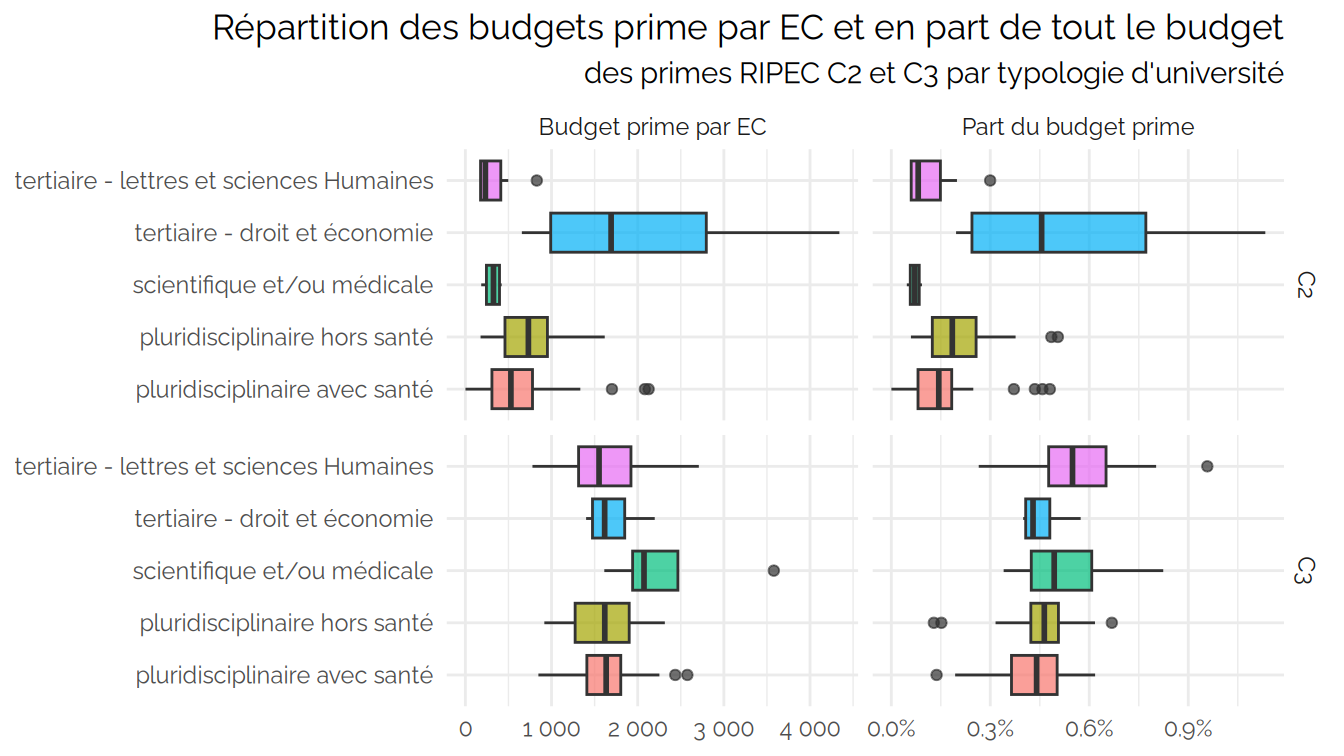 Répartition des budgets prime par EC et en part de tout le budget
des primes RIPEC C2 et C3 par typologie d'université
Budget prime par EC
Part du budget prime
tertiaire - lettres et sciences Humaines
tertiaire - droit et économie
scientifique et/ou médicale
pluridisciplinaire hors santé
pluridisciplinaire avec santé
C2
tertiaire - lettres et sciences Humaines
tertiaire - droit et économie
scientifique et/ou médicale
pluridisciplinaire hors santé
pluridisciplinaire avec santé
C3
0 1 000 2 000 3 000 4 000
0.0% 0.3% 0.6% 0.9%